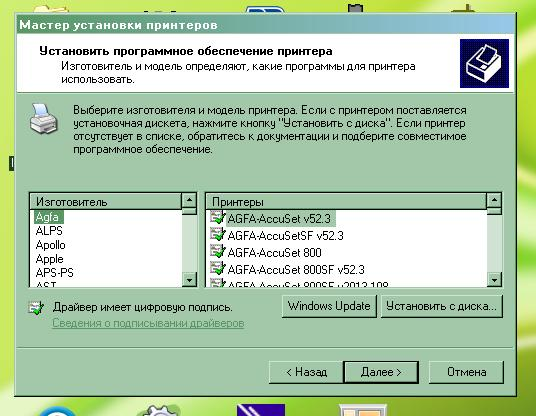 Мастер установки принтеров
Установить программное обеспечение принтера
Изготовитель и модель определяют, какие программы для принтера
использовать.
Выберите изготовителя и модель принтера. Если с принтером поставляется
установочная дискета, нажмите кнопку "Установить с диска". Если принтер
отсутствует в списке, обратитесь к документации и подберите совместимое
программное обеспечение.
Изготовитель
Agfa
ALPS
Apollo
Apple
APS-PS
AST
Принтеры
AGFA-AccuSet v52.3
AGFA-AccuSetSF v52.3
AGFA-AccuSet 800
AGFA-AccuSet 800SF v52.3
AGFA-AccuSet 800SF v2013.108
Драйвер имеет цифровую подпись.
Сведения о подписывании драйверов
Windows Update
Установить с диска...
< Назад
Далее >
Отмена